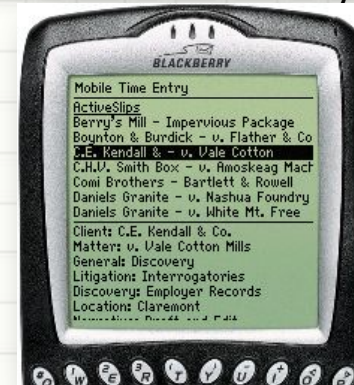 BLACKBERRY
Mobile Time Entry
ActiveSlips
Berry's Mill - Impervious Package
Boynton & Burdick - v. Flather & Co
C.E. Kendall & - v. Vale Cotton
C.H.V. Smith Box - v. Amoskeag Mach
Comi Brothers - Bartlett & Rowell
Daniels Granite - v. Nashua Foundry
Daniels Granite - v. White Mt. Free
Client: C.E. Kendall & Co.
Matter: v. Vale Cotton Mills
General: Discovery
Litigation: Interrogatories
Discovery: Employer Records
Location: Claremont
Q W E R T Y U I O P